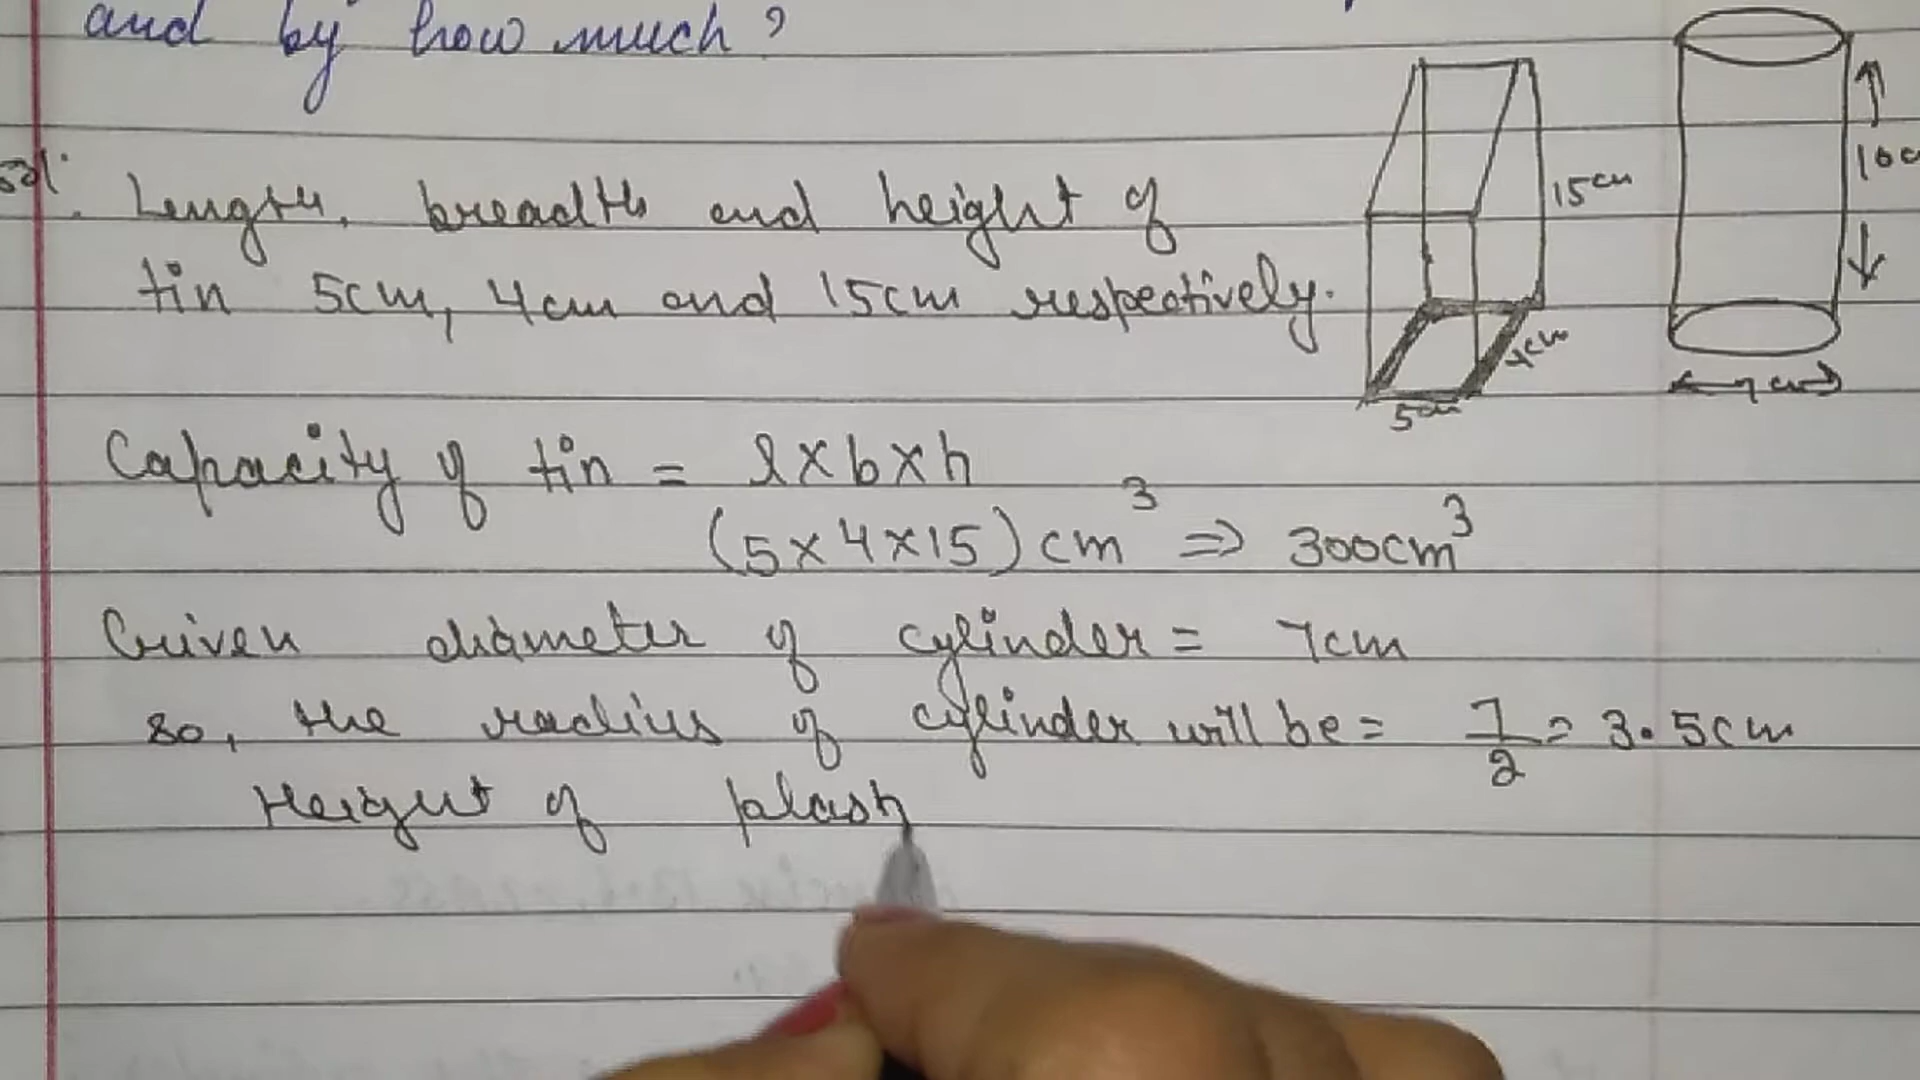 and by how much?
Sol. Length, breadth and height of
tin 5cm, 4cm and 15cm respectively.
15cm
4cm
5cm
10c
7cm
Capacity of tin = l×b×h
(5×4×15)cm³ ⇒ 300cm³
Given diameter of cylinder = 7cm
so, the radius of cylinder will be = 7/2 = 3.5cm
Height of plash